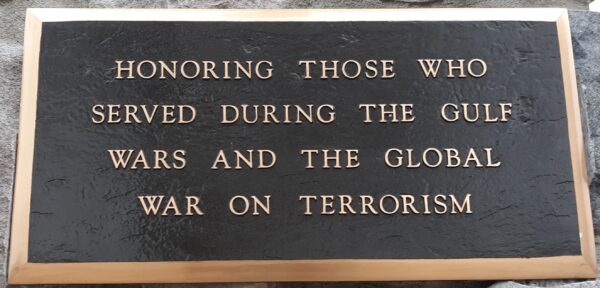 HONORING THOSE WHO
SERVED DURING THE GULF
WARS AND THE GLOBAL
WAR ON TERRORISM